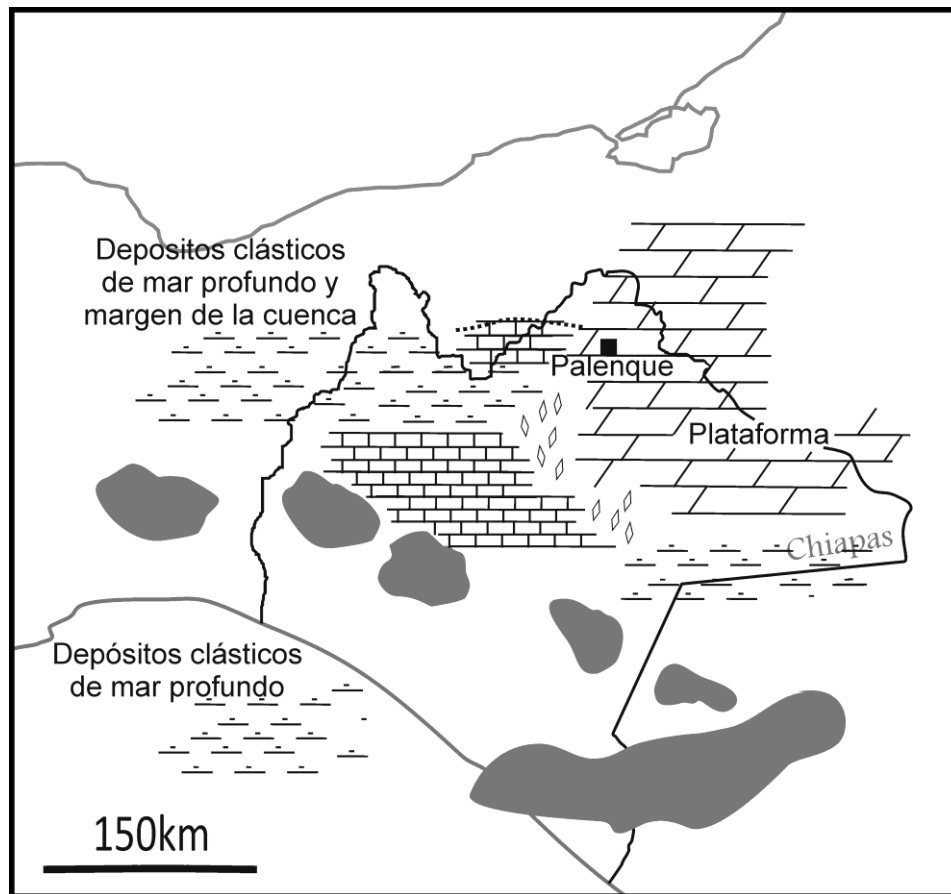 Depositos clásticos
de mar profundo y
margen de la cuenca
Palenque
Plataforma
Chiapas
Depósitos clásticos
de mar profundo
150km